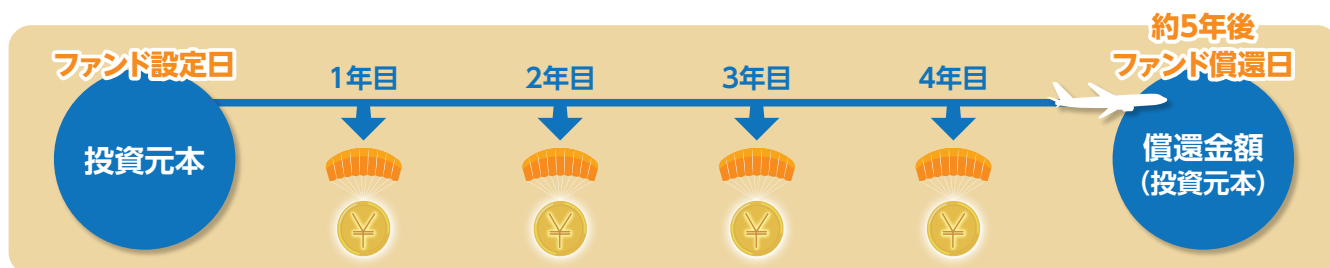 ファンド設定日
投資元本
1年目
2年目
3年目
4年目
約5年後
ファンド償還日
償還金額
（投資元本）
¥
¥
¥
¥